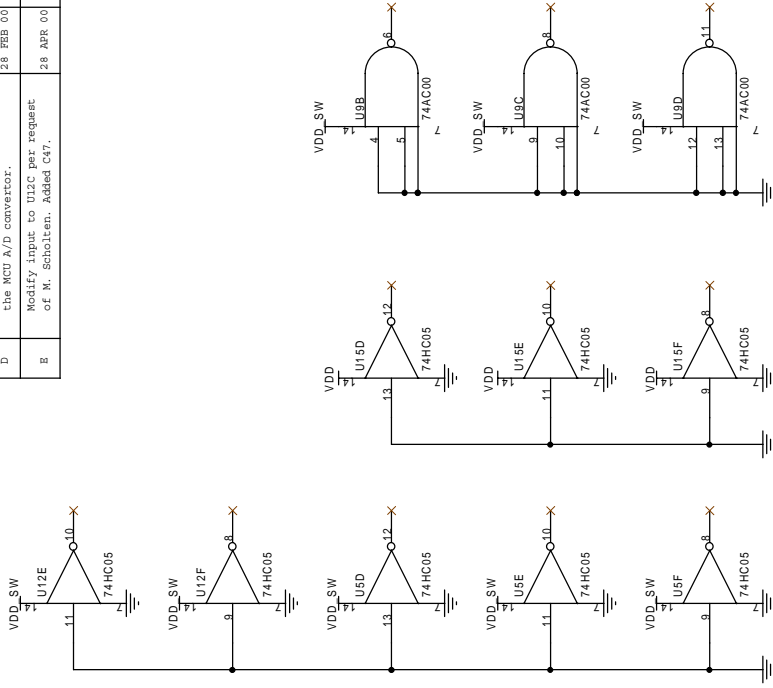 D
the MCU A/D convertor.
28 FEB 00
E
Modify input to U12C per request
of M. Scholten. Added C47.
28 APR 00
VDD_SW
14
U9B
4
5
6
74AC00
7
VDD_SW
14
U9C
9
10
8
74AC00
7
VDD_SW
14
U9D
12
13
11
74AC00
7
VDD
14
U15D
13
12
74HC05
7
VDD
14
U15E
11
10
74HC05
7
VDD
14
U15F
9
8
74HC05
7
VDD_SW
14
U12E
11
10
74HC05
7
VDD_SW
14
U12F
9
8
74HC05
7
VDD_SW
14
U5D
13
12
74HC05
7
VDD_SW
14
U5E
11
10
74HC05
7
VDD_SW
14
U5F
9
8
74HC05
7